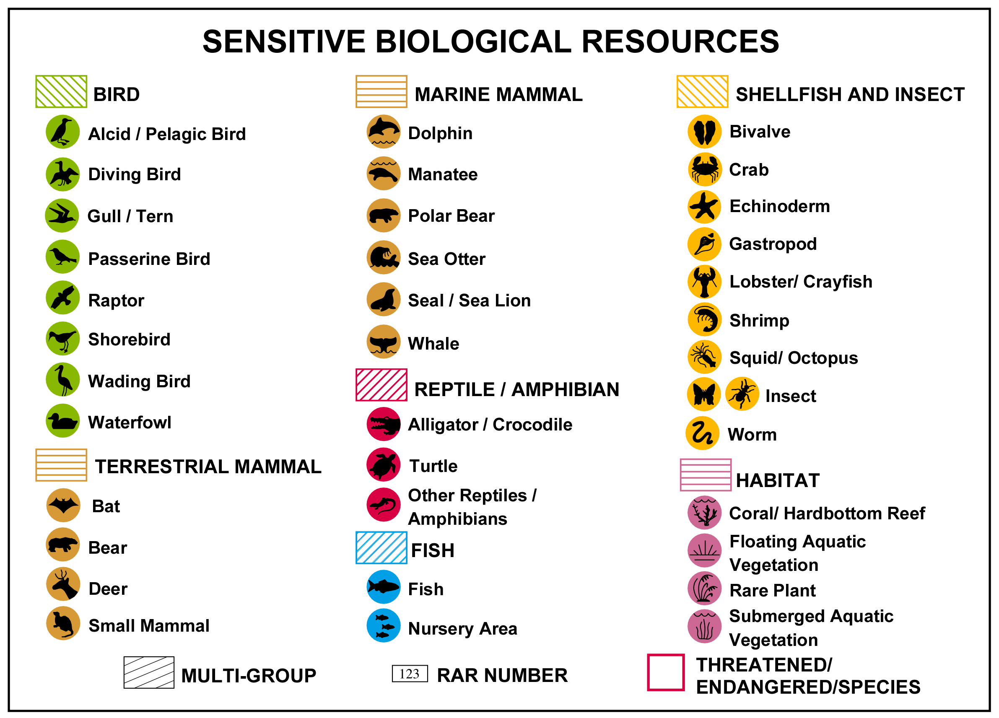 SENSITIVE BIOLOGICAL RESOURCES
BIRD
Alcid / Pelagic Bird
Diving Bird
Gull / Tern
Passerine Bird
Raptor
Shorebird
Wading Bird
Waterfowl
TERRESTRIAL MAMMAL
Bat
Bear
Deer
Small Mammal
MARINE MAMMAL
Dolphin
Manatee
Polar Bear
Sea Otter
Seal / Sea Lion
Whale
REPTILE / AMPHIBIAN
Alligator / Crocodile
Turtle
Other Reptiles /
Amphibians
FISH
Fish
Nursery Area
SHELLFISH AND INSECT
Bivalve
Crab
Echinoderm
Gastropod
Lobster/ Crayfish
Shrimp
Squid/ Octopus
Insect
Worm
HABITAT
Coral/ Hardbottom Reef
Floating Aquatic
Vegetation
Rare Plant
Submerged Aquatic
Vegetation
MULTI-GROUP
123 RAR NUMBER
THREATENED/
ENDANGERED/SPECIES